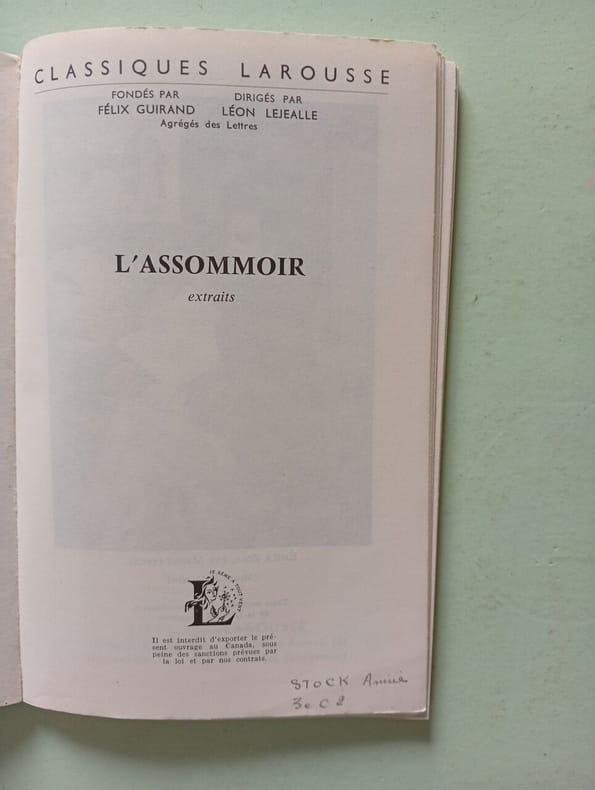 CLASSIQUES LAROUSSE
FONDÉS PAR DIRIGÉS PAR
FÉLIX GUIRAND LÉON LEJEALLE
Agrégés des Lettres
L'ASSOMMOIR
extraits
JE SÈME À TOUT VENT
L
Il est interdit d'exporter le pré-
sent ouvrage au Canada, sous
peine des sanctions prévues par
la loi et par nos contrats.
STOCK Annie
3e C 2